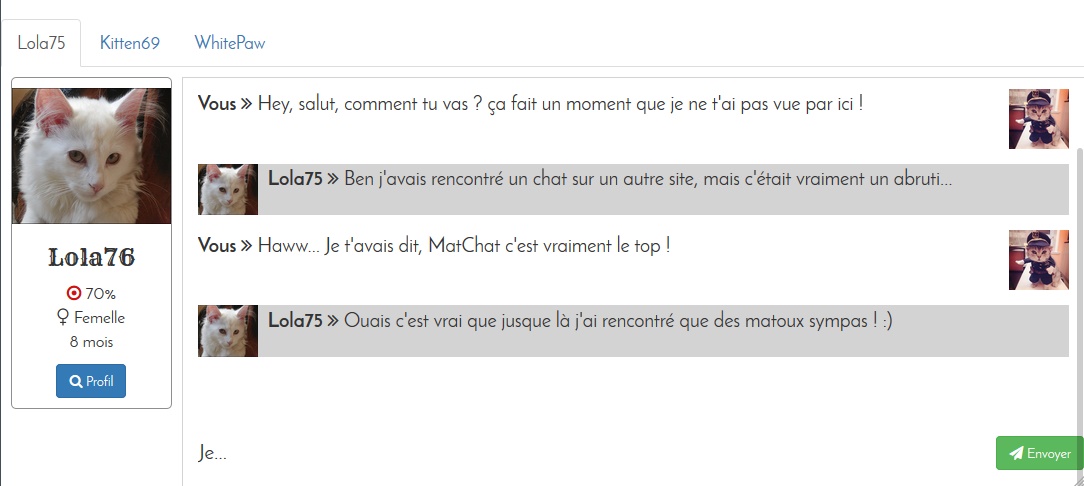 Lola75 Kitten69 WhitePaw
Vous » Hey, salut, comment tu vas ? ça fait un moment que je ne t'ai pas vue par ici !
Lola75 » Ben j'avais rencontré un chat sur un autre site, mais c'était vraiment un abruti...
Vous » Haww... Je t'avais dit, MatChat c'est vraiment le top !
Lola75 » Ouais c'est vrai que jusque là j'ai rencontré que des matoux sympas ! :)
Lola76
70%
♀ Femelle
8 mois
Profil
Je...
Envoyer